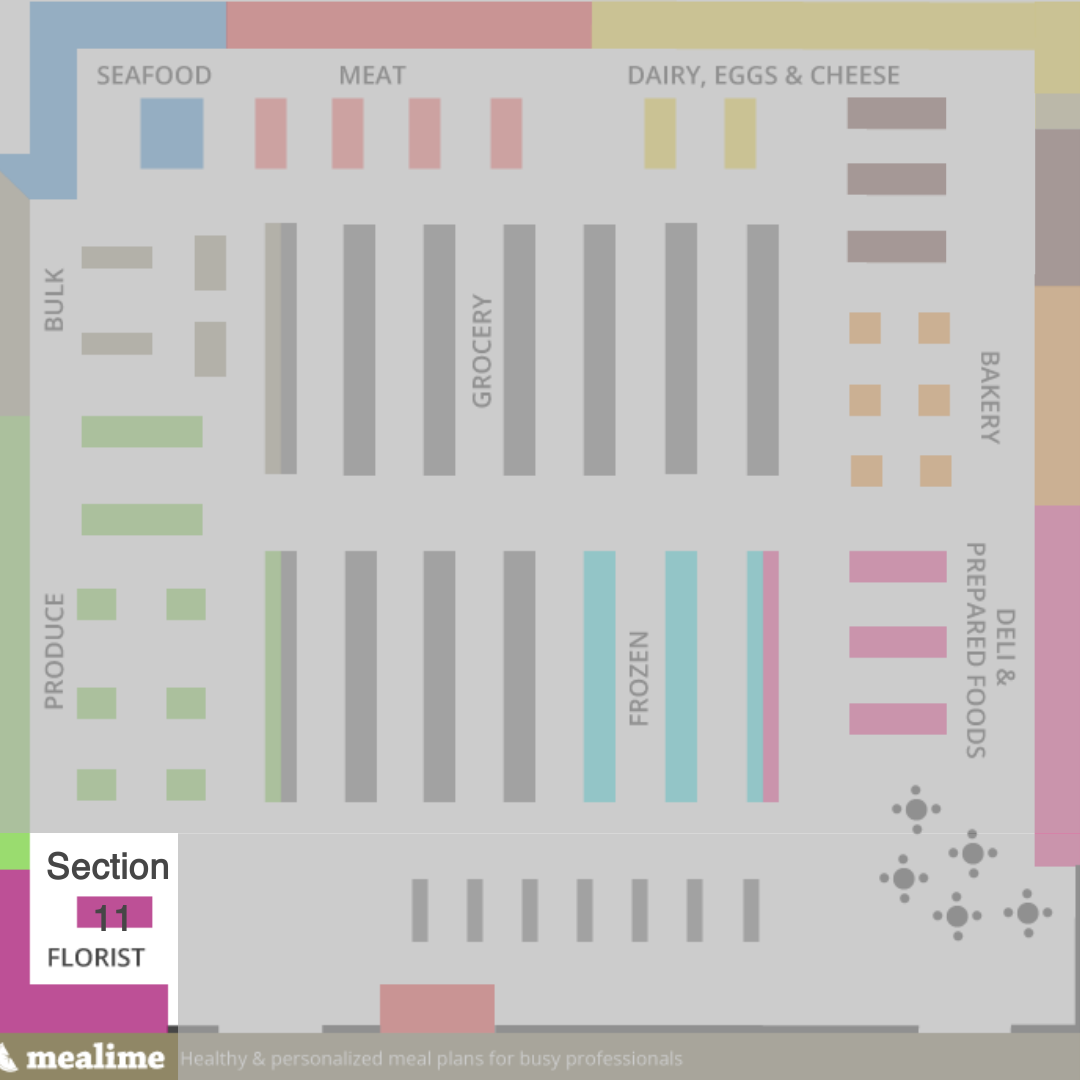 SEAFOOD
MEAT
DAIRY, EGGS & CHEESE
BULK
GROCERY
BAKERY
PRODUCE
FROZEN
DELI &
PREPARED FOODS
Section
11
FLORIST
mealime
Healthy & personalized meal plans for busy professionals